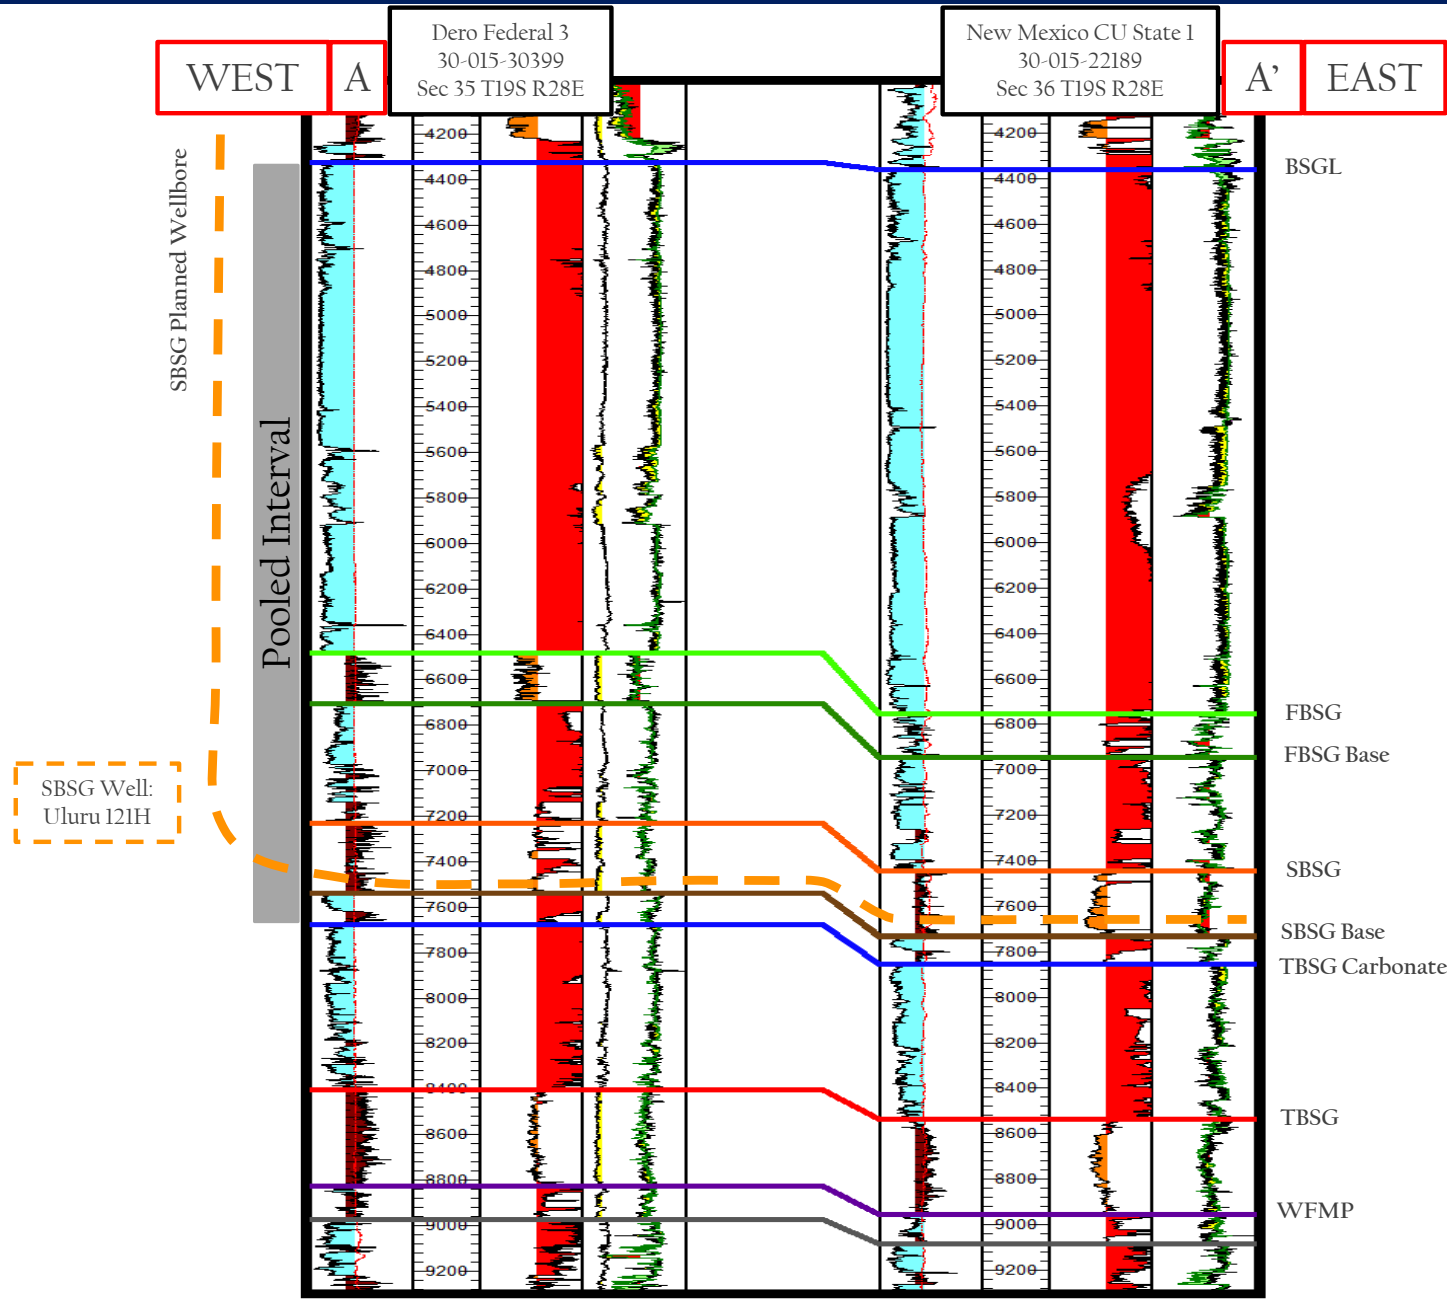 WEST
A
Dero Federal 3
30-015-30399
Sec 35 T19S R28E
New Mexico CU State 1
30-015-22189
Sec 36 T19S R28E
A'
EAST
SBSG Planned Wellbore
Pooled Interval
SBSG Well:
Uluru 121H
4200
4400
4600
4800
5000
5200
5400
5600
5800
6000
6200
6400
6600
6800
7000
7200
7400
7600
7800
8000
8200
8400
8600
8800
9000
9200
4200
4400
4600
4800
5000
5200
5400
5600
5800
6000
6200
6400
6600
6800
7000
7200
7400
7600
7800
8000
8200
8400
8600
8800
9000
9200
BSGL
FBSG
FBSG Base
SBSG
SBSG Base
TBSG Carbonate
TBSG
WFMP